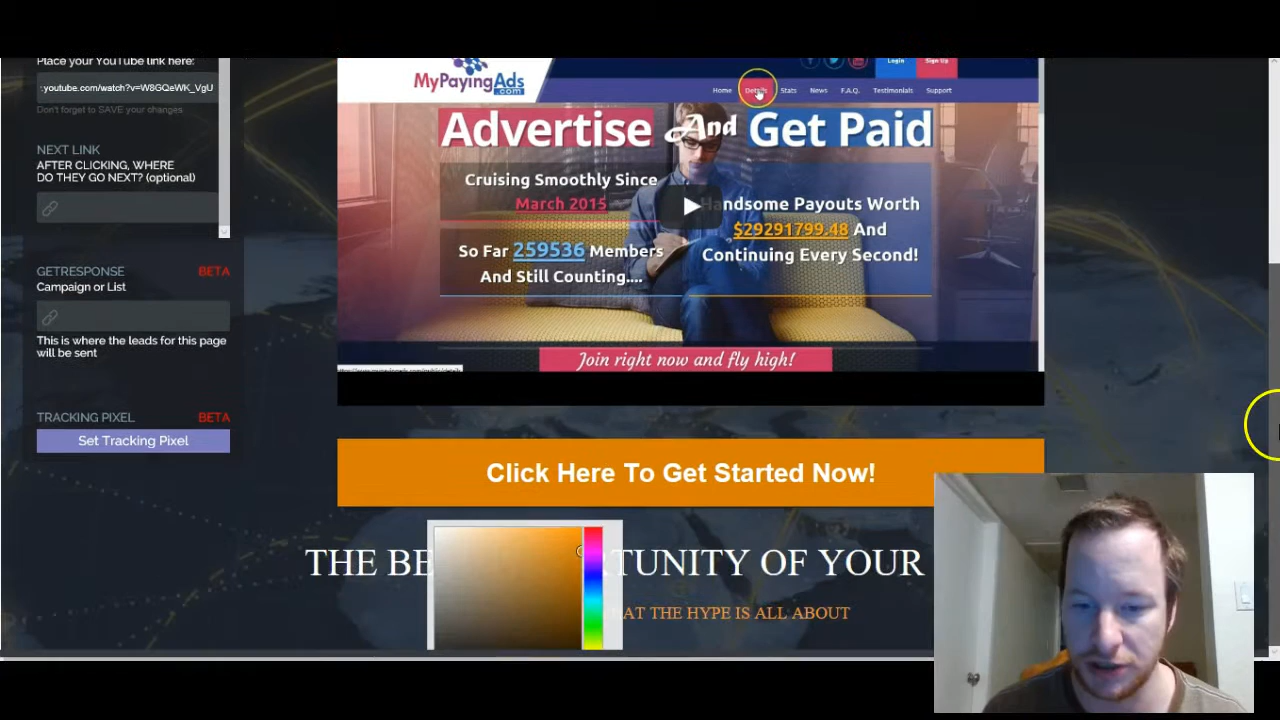 Place your YouTube link here:
:youtube.com/watch?v=W8GQeWK_VgU
Don't forget to SAVE your changes
NEXT LINK
AFTER CLICKING, WHERE
DO THEY GO NEXT? (optional)
GETRESPONSE BETA
Campaign or List
This is where the leads for this page
will be sent
TRACKING PIXEL BETA
Set Tracking Pixel
MyPayingAds
.com
Login Sign Up
Home Details Stats News F.A.Q. Testimonials Support
Advertise And Get Paid
Cruising Smoothly Since
March 2015
So Far 259536 Members
And Still Counting....
Handsome Payouts Worth
$29291799.48 And
Continuing Every Second!
Join right now and fly high!
Click Here To Get Started Now!
THE BE RTUNITY OF YOUR
AT THE HYPE IS ALL ABOUT